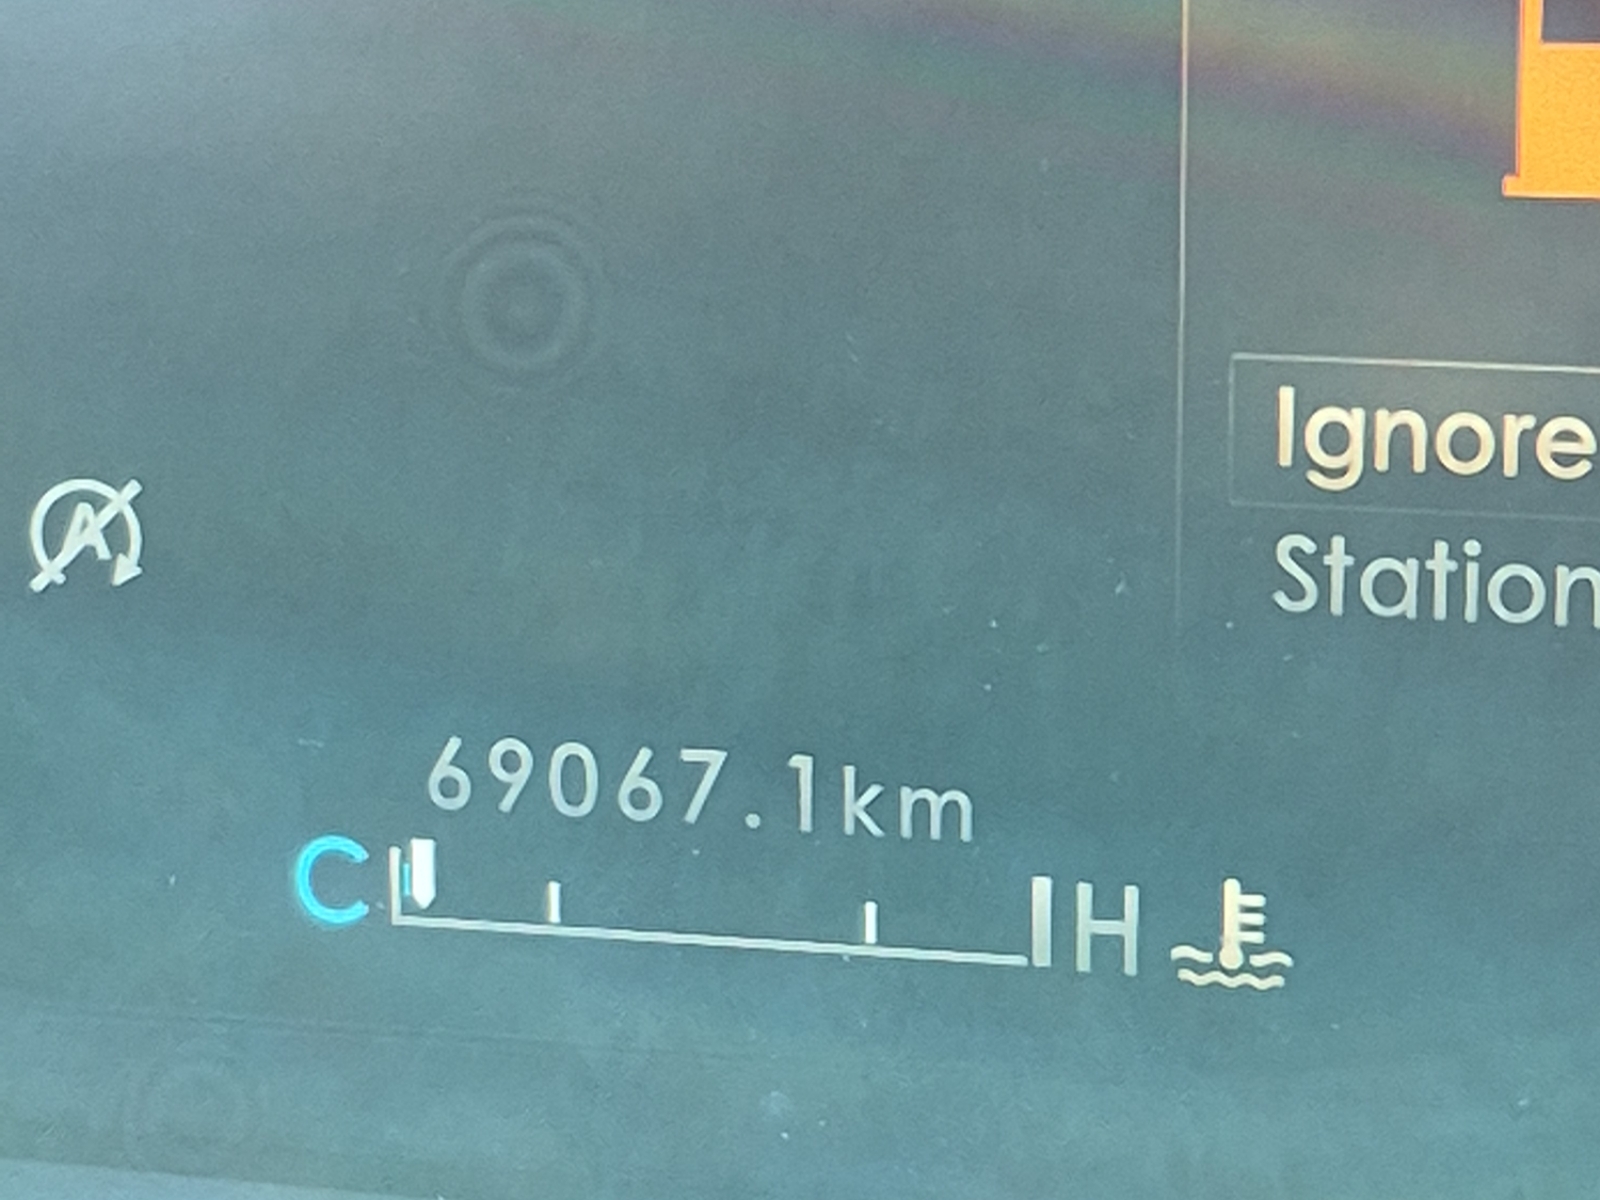 Ignore
Station
A
69067.1km
C H